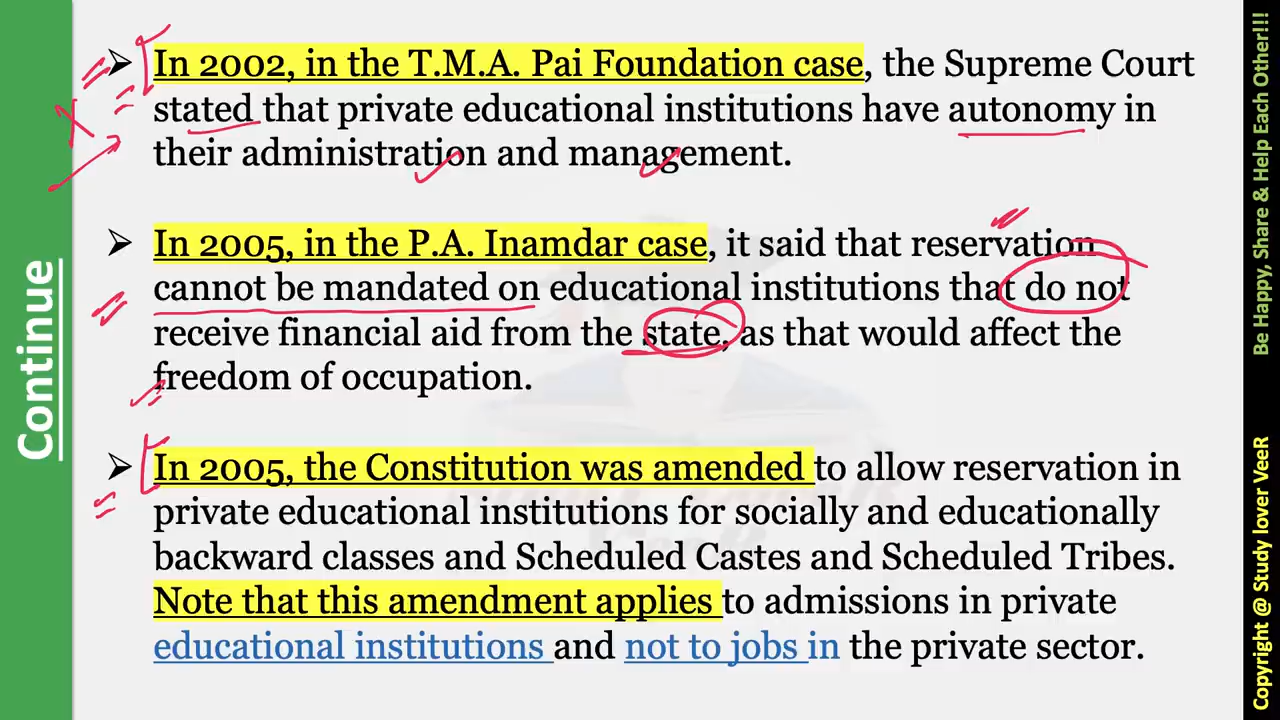 Continue
➢ In 2002, in the T.M.A. Pai Foundation case, the Supreme Court
stated that private educational institutions have autonomy in
their administration and management.
➢ In 2005, in the P.A. Inamdar case, it said that reservation
cannot be mandated on educational institutions that do not
receive financial aid from the state, as that would affect the
freedom of occupation.
➢ In 2005, the Constitution was amended to allow reservation in
private educational institutions for socially and educationally
backward classes and Scheduled Castes and Scheduled Tribes.
Note that this amendment applies to admissions in private
educational institutions and not to jobs in the private sector.
Be Happy, Share & Help Each Other!!!
Copyright @ Study lover VeeR